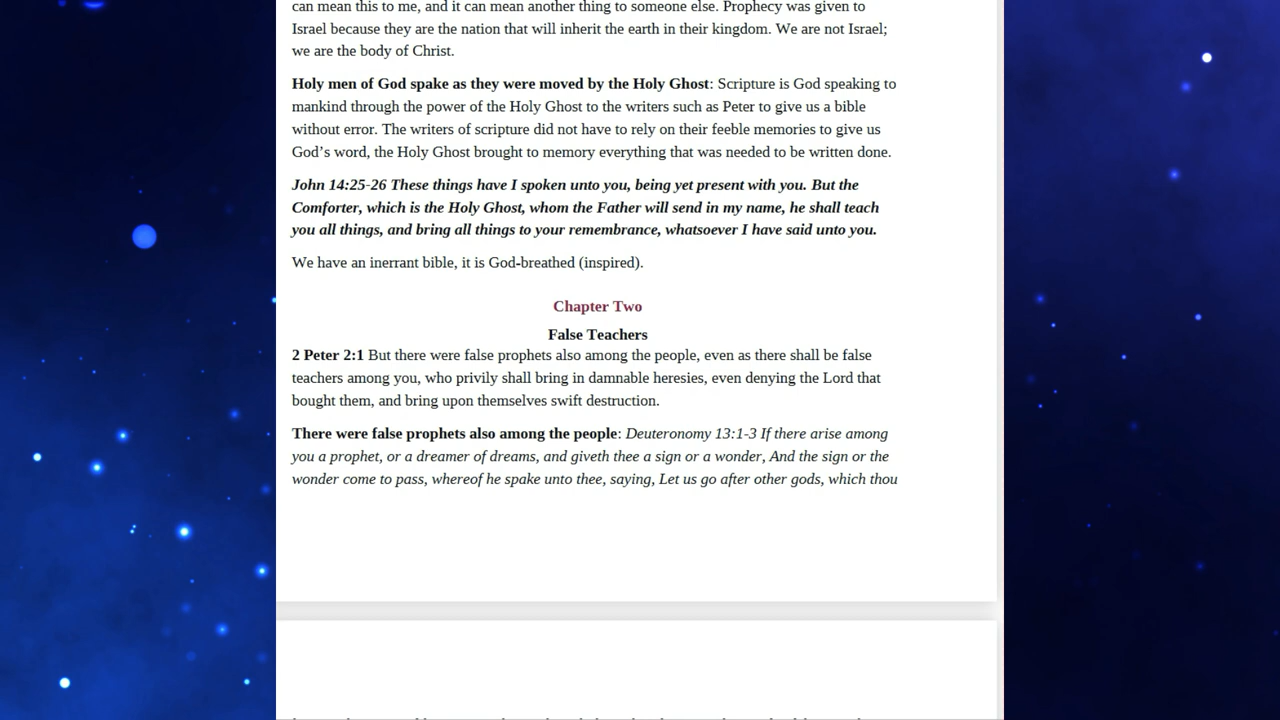 can mean this to me, and it can mean another thing to someone else. Prophecy was given to
Israel because they are the nation that will inherit the earth in their kingdom. We are not Israel;
we are the body of Christ.
Holy men of God spake as they were moved by the Holy Ghost: Scripture is God speaking to
mankind through the power of the Holy Ghost to the writers such as Peter to give us a bible
without error. The writers of scripture did not have to rely on their feeble memories to give us
God’s word, the Holy Ghost brought to memory everything that was needed to be written done.
John 14:25-26 These things have I spoken unto you, being yet present with you. But the
Comforter, which is the Holy Ghost, whom the Father will send in my name, he shall teach
you all things, and bring all things to your remembrance, whatsoever I have said unto you.
We have an inerrant bible, it is God-breathed (inspired).
Chapter Two
False Teachers
2 Peter 2:1 But there were false prophets also among the people, even as there shall be false
teachers among you, who privily shall bring in damnable heresies, even denying the Lord that
bought them, and bring upon themselves swift destruction.
There were false prophets also among the people: Deuteronomy 13:1-3 If there arise among
you a prophet, or a dreamer of dreams, and giveth thee a sign or a wonder, And the sign or the
wonder come to pass, whereof he spake unto thee, saying, Let us go after other gods, which thou